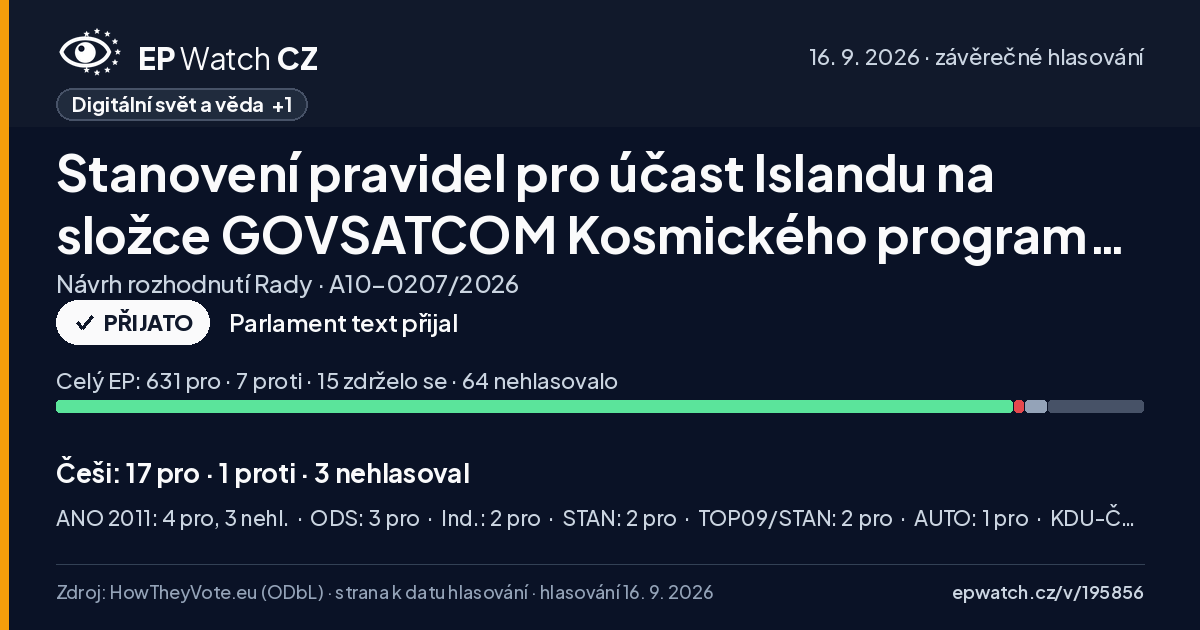 EP Watch CZ
16. 9. 2026 · závěrečné hlasování
Digitální svět a věda +1
Stanovení pravidel pro účast Islandu na
složce GOVSATCOM Kosmického program…
Návrh rozhodnutí Rady · A10-0207/2026
✓ PŘIJATO Parlament text přijal
Celý EP: 631 pro · 7 proti · 15 zdrželo se · 64 nehlasovalo
Češi: 17 pro · 1 proti · 3 nehlasoval
ANO 2011: 4 pro, 3 nehl. · ODS: 3 pro · Ind.: 2 pro · STAN: 2 pro · TOP09/STAN: 2 pro · AUTO: 1 pro · KDU-Č…
Zdroj: HowTheyVote.eu (ODbL) · strana k datu hlasování · hlasování 16. 9. 2026
epwatch.cz/v/195856